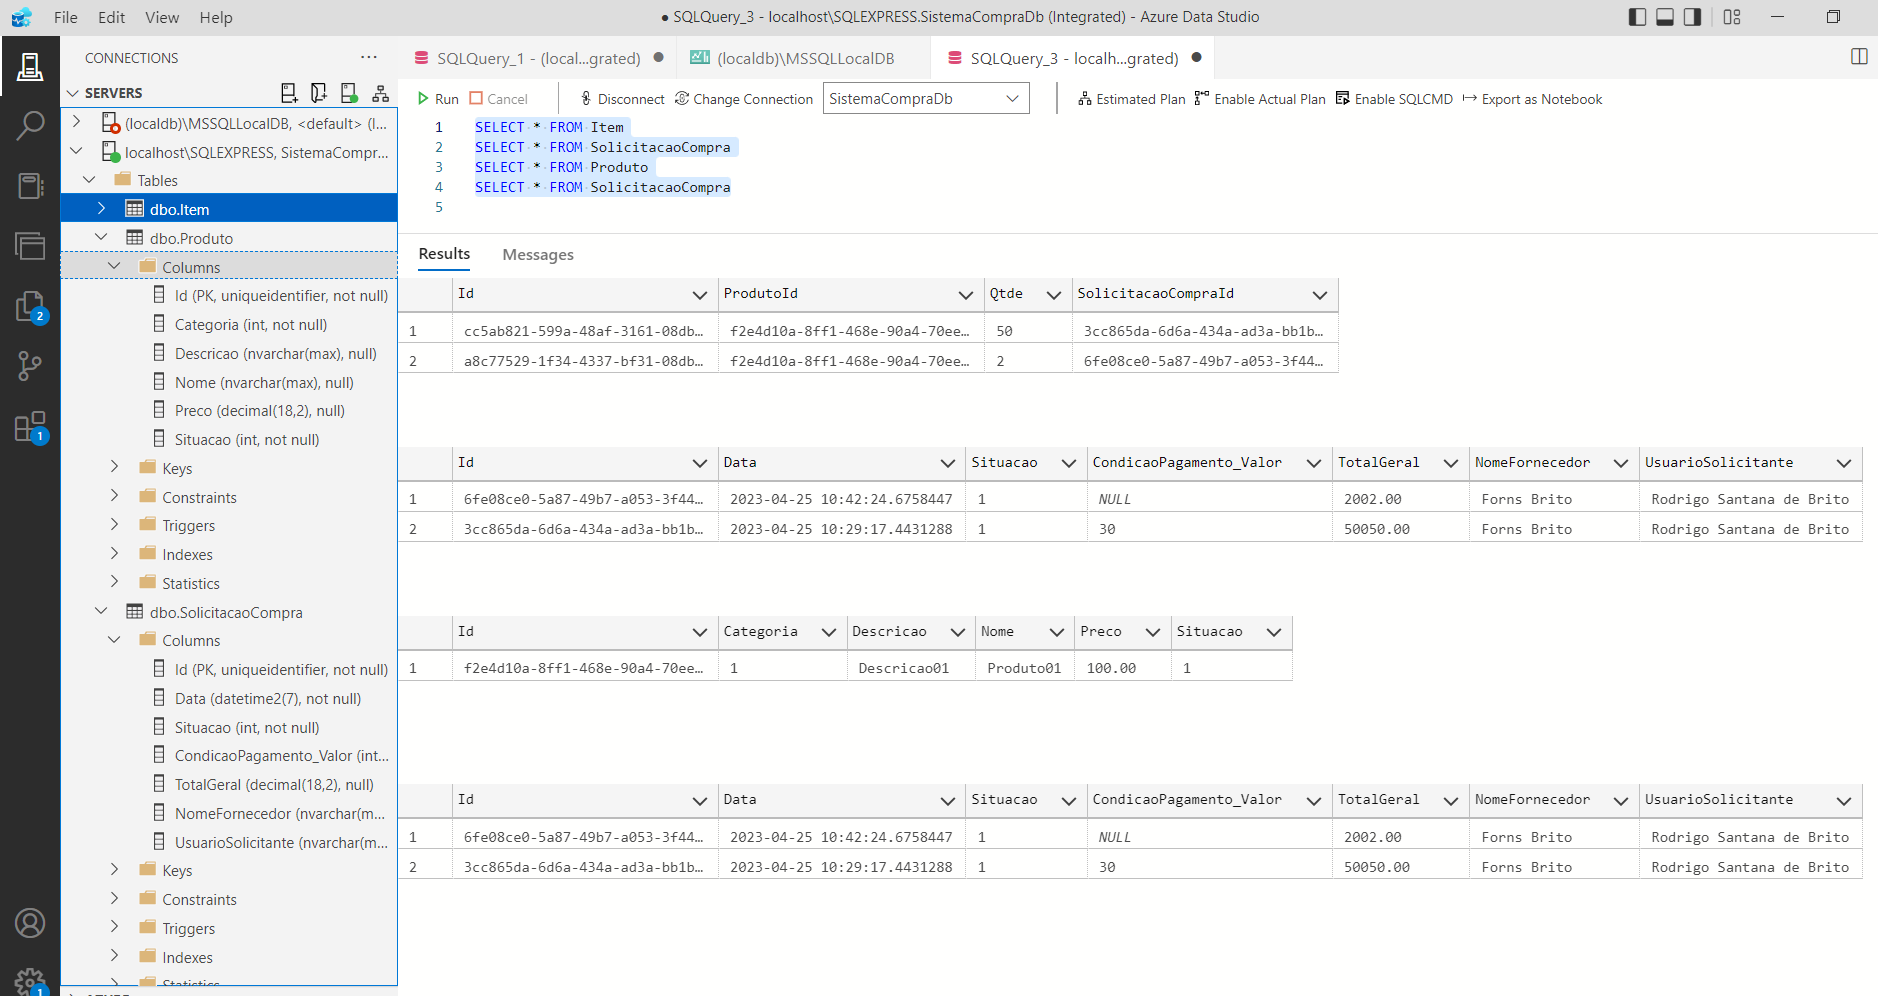 File Edit View Help
● SQLQuery_3 - localhost\SQLEXPRESS.SistemaCompraDb (Integrated) - Azure Data Studio
CONNECTIONS ···
SQLQuery_1 - (local...grated) ●
(localdb)\MSSQLLocalDB
SQLQuery_3 - localh...grated) ●
SERVERS
Run Cancel Disconnect Change Connection SistemaCompraDb Estimated Plan Enable Actual Plan Enable SQLCMD Export as Notebook
(localdb)\MSSQLLocalDB, <default> (l...
localhost\SQLEXPRESS, SistemaCompr...
Tables
dbo.Item
dbo.Produto
Columns
Id (PK, uniqueidentifier, not null)
Categoria (int, not null)
Descricao (nvarchar(max), null)
Nome (nvarchar(max), null)
Preco (decimal(18,2), null)
Situacao (int, not null)
Keys
Constraints
Triggers
Indexes
Statistics
dbo.SolicitacaoCompra
Columns
Id (PK, uniqueidentifier, not null)
Data (datetime2(7), not null)
Situacao (int, not null)
CondicaoPagamento_Valor (int...
TotalGeral (decimal(18,2), null)
NomeFornecedor (nvarchar(m...
UsuarioSolicitante (nvarchar(m...
Keys
Constraints
Triggers
Indexes
Statistics
2
1
1
1 SELECT * FROM Item
2 SELECT * FROM SolicitacaoCompra
3 SELECT * FROM Produto
4 SELECT * FROM SolicitacaoCompra
5
Results Messages
Id ProdutoId Qtde SolicitacaoCompraId
1 cc5ab821-599a-48af-3161-08db... f2e4d10a-8ff1-468e-90a4-70ee... 50 3cc865da-6d6a-434a-ad3a-bb1b...
2 a8c77529-1f34-4337-bf31-08db... f2e4d10a-8ff1-468e-90a4-70ee... 2 6fe08ce0-5a87-49b7-a053-3f44...
Id Data Situacao CondicaoPagamento_Valor TotalGeral NomeFornecedor UsuarioSolicitante
1 6fe08ce0-5a87-49b7-a053-3f44... 2023-04-25 10:42:24.6758447 1 NULL 2002.00 Forns Brito Rodrigo Santana de Brito
2 3cc865da-6d6a-434a-ad3a-bb1b... 2023-04-25 10:29:17.4431288 1 30 50050.00 Forns Brito Rodrigo Santana de Brito
Id Categoria Descricao Nome Preco Situacao
1 f2e4d10a-8ff1-468e-90a4-70ee... 1 Descricao01 Produto01 100.00 1
Id Data Situacao CondicaoPagamento_Valor TotalGeral NomeFornecedor UsuarioSolicitante
1 6fe08ce0-5a87-49b7-a053-3f44... 2023-04-25 10:42:24.6758447 1 NULL 2002.00 Forns Brito Rodrigo Santana de Brito
2 3cc865da-6d6a-434a-ad3a-bb1b... 2023-04-25 10:29:17.4431288 1 30 50050.00 Forns Brito Rodrigo Santana de Brito